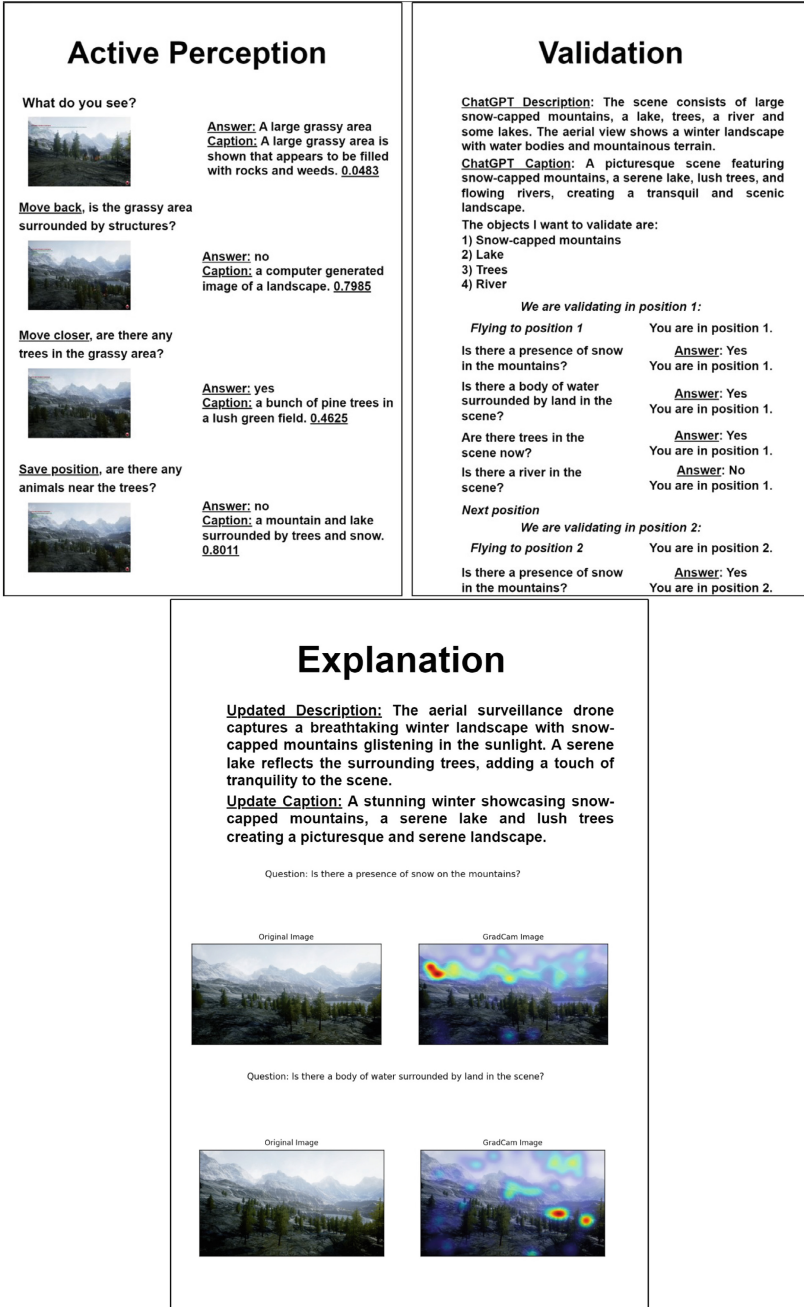 Active Perception
What do you see?
Answer: A large grassy area
Caption: A large grassy area is
shown that appears to be filled
with rocks and weeds. 0.0483
Move back, is the grassy area
surrounded by structures?
Answer: no
Caption: a computer generated
image of a landscape. 0.7985
Move closer, are there any
trees in the grassy area?
Answer: yes
Caption: a bunch of pine trees in
a lush green field. 0.4625
Save position, are there any
animals near the trees?
Answer: no
Caption: a mountain and lake
surrounded by trees and snow.
0.8011
Validation
ChatGPT Description: The scene consists of large
snow-capped mountains, a lake, trees, a river and
some lakes. The aerial view shows a winter landscape
with water bodies and mountainous terrain.
ChatGPT Caption: A picturesque scene featuring
snow-capped mountains, a serene lake, lush trees, and
flowing rivers, creating a transquil and scenic
landscape.
The objects I want to validate are:
1) Snow-capped mountains
2) Lake
3) Trees
4) River
We are validating in position 1:
Flying to position 1 You are in position 1.
Is there a presence of snow Answer: Yes
in the mountains? You are in position 1.
Is there a body of water
surrounded by land in the Answer: Yes
scene? You are in position 1.
Are there trees in the Answer: Yes
scene now? You are in position 1.
Is there a river in the Answer: No
scene? You are in position 1.
Next position
We are validating in position 2:
Flying to position 2 You are in position 2.
Is there a presence of snow Answer: Yes
in the mountains? You are in position 2.
Explanation
Updated Description: The aerial surveillance drone
captures a breathtaking winter landscape with snow-
capped mountains glistening in the sunlight. A serene
lake reflects the surrounding trees, adding a touch of
tranquility to the scene.
Update Caption: A stunning winter showcasing snow-
capped mountains, a serene lake and lush trees
creating a picturesque and serene landscape.
Question: Is there a presence of snow on the mountains?
Original Image GradCam Image
Question: Is there a body of water surrounded by land in the scene?
Original Image GradCam Image